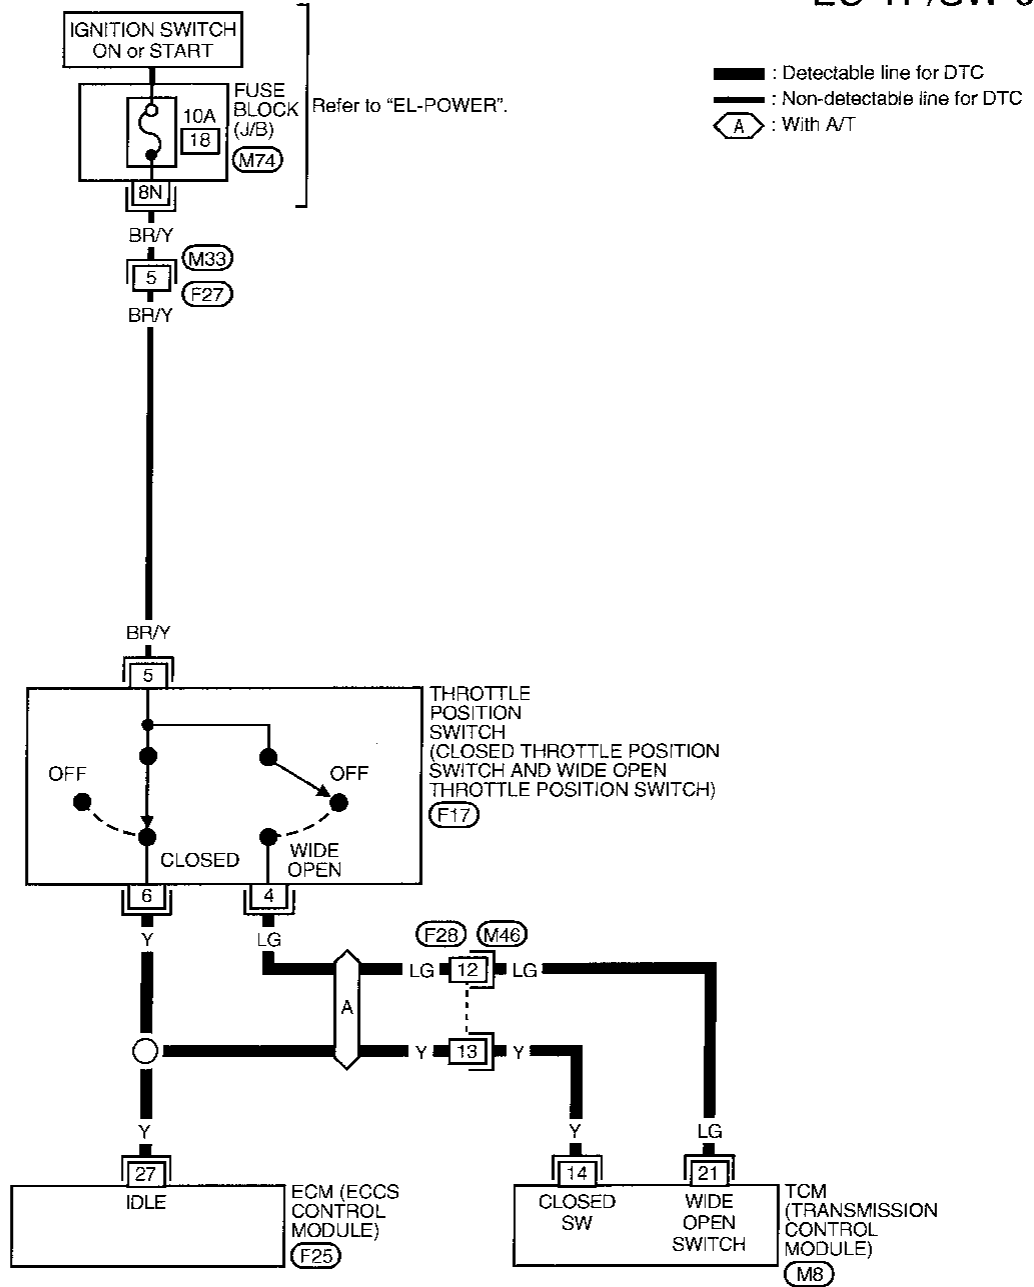 IGNITION SWITCH
ON or START
FUSE
BLOCK
(J/B)
10A
18
M74
Refer to "EL-POWER".
: Detectable line for DTC
: Non-detectable line for DTC
A : With A/T
8N
BR/Y
M33
5
F27
BR/Y
BR/Y
5
THROTTLE
POSITION
SWITCH
(CLOSED THROTTLE POSITION
SWITCH AND WIDE OPEN
THROTTLE POSITION SWITCH)
F17
OFF
OFF
CLOSED
WIDE
OPEN
6
4
Y
LG
F28 M46
LG 12 LG
A
Y 13 Y
Y
Y
LG
27
14
21
IDLE
ECM (ECCS
CONTROL
MODULE)
F25
CLOSED
SW
WIDE
OPEN
SWITCH
TCM
(TRANSMISSION
CONTROL
MODULE)
M8